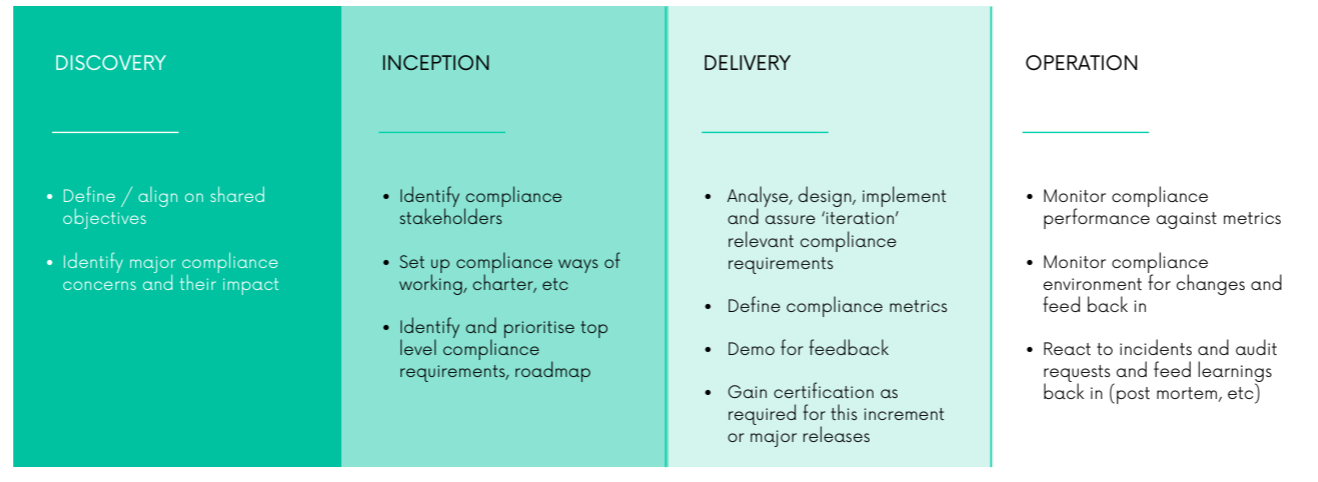 DISCOVERY
• Define / align on shared
objectives
• Identify major compliance
concerns and their impact
INCEPTION
• Identify compliance
stakeholders
• Set up compliance ways of
working, charter, etc
• Identify and prioritise top
level compliance
requirements, roadmap
DELIVERY
• Analyse, design, implement
and assure ‘iteration’
relevant compliance
requirements
• Define compliance metrics
• Demo for feedback
• Gain certification as
required for this increment
or major releases
OPERATION
• Monitor compliance
performance against metrics
• Monitor compliance
environment for changes and
feed back in
• React to incidents and audit
requests and feed learnings
back in (post mortem, etc)